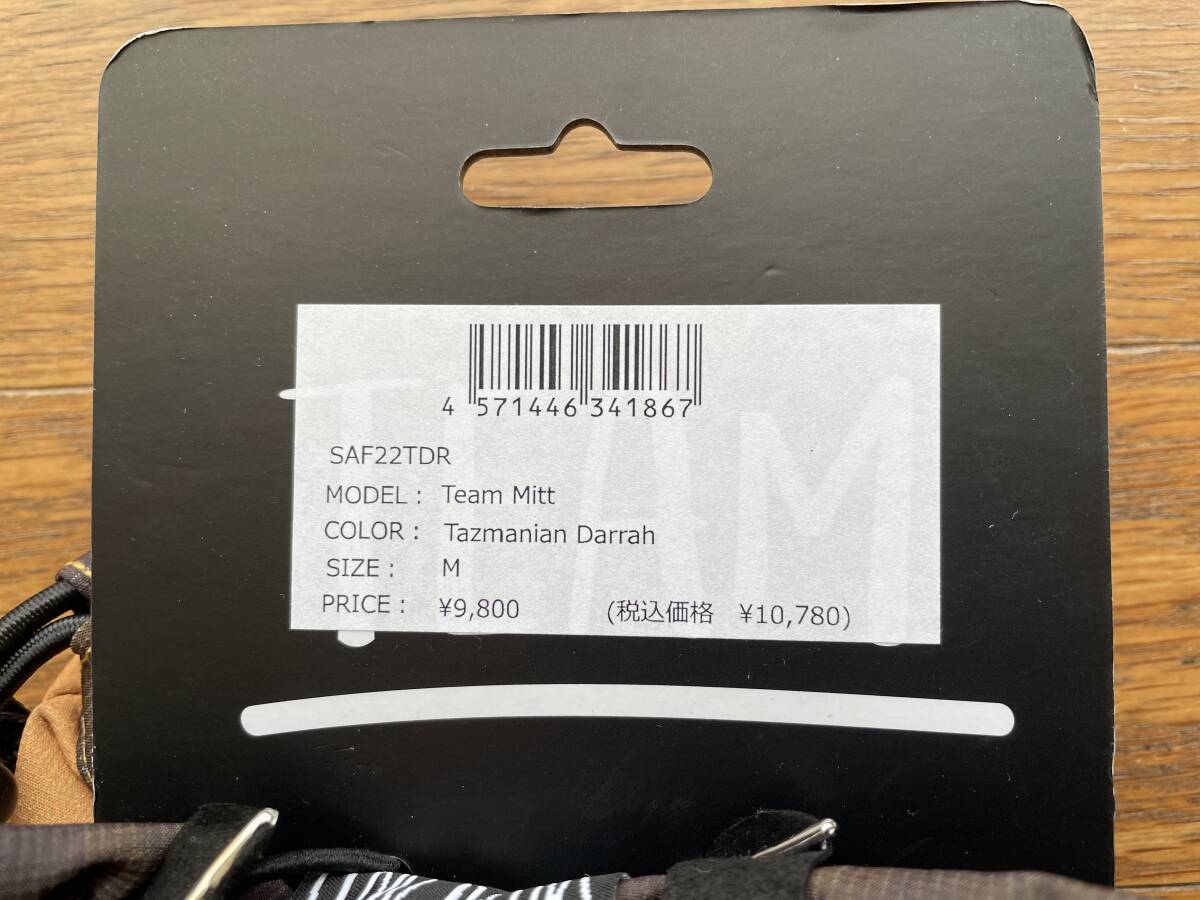 4 571446 341867
SAF22TDR
MODEL : Team Mitt
COLOR : Tazmanian Darrah
SIZE : M
PRICE : ¥9,800 (税込価格 ¥10,780)
TEAM